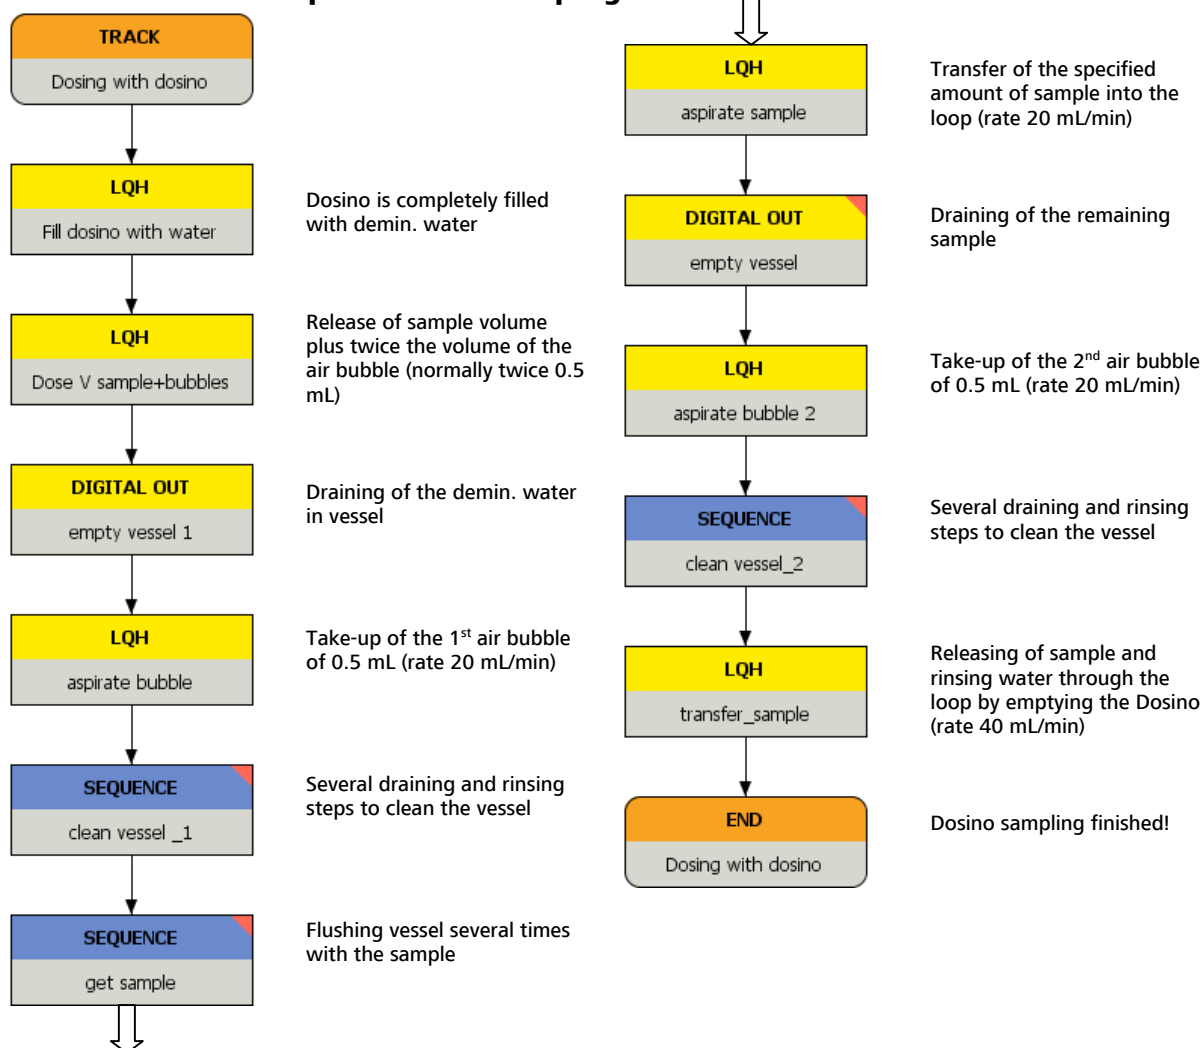 TRACK
Dosing with dosino
LQH
Fill dosino with water
Dosino is completely filled
with demin. water
LQH
Dose V sample+bubbles
Release of sample volume
plus twice the volume of the
air bubble (normally twice 0.5
mL)
DIGITAL OUT
empty vessel 1
Draining of the demin. water
in vessel
LQH
aspirate bubble
Take-up of the 1st air bubble
of 0.5 mL (rate 20 mL/min)
SEQUENCE
clean vessel _1
Several draining and rinsing
steps to clean the vessel
SEQUENCE
get sample
Flushing vessel several times
with the sample
LQH
aspirate sample
Transfer of the specified
amount of sample into the
loop (rate 20 mL/min)
DIGITAL OUT
empty vessel
Draining of the remaining
sample
LQH
aspirate bubble 2
Take-up of the 2nd air bubble
of 0.5 mL (rate 20 mL/min)
SEQUENCE
clean vessel_2
Several draining and rinsing
steps to clean the vessel
LQH
transfer_sample
Releasing of sample and
rinsing water through the
loop by emptying the Dosino
(rate 40 mL/min)
END
Dosing with dosino
Dosino sampling finished!